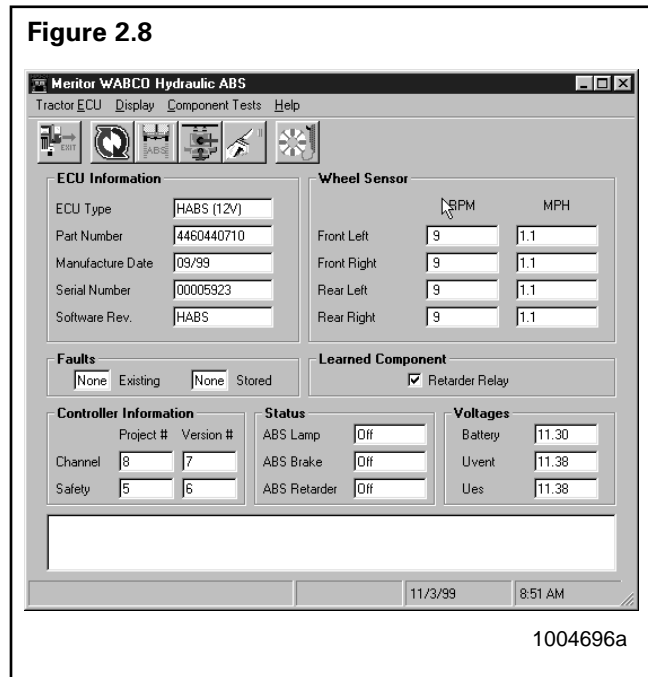 Figure 2.8
Meritor WABCO Hydraulic ABS
Tractor ECU Display Component Tests Help
EXIT ABS
ECU Information
ECU Type HABS (12V)
Part Number 4460440710
Manufacture Date 09/99
Serial Number 00005923
Software Rev. HABS
Wheel Sensor
RPM MPH
Front Left 9 1.1
Front Right 9 1.1
Rear Left 9 1.1
Rear Right 9 1.1
Faults
None Existing None Stored
Learned Component
Retarder Relay
Controller Information
Project # Version #
Channel 8 7
Safety 5 6
Status
ABS Lamp Off
ABS Brake Off
ABS Retarder Off
Voltages
Battery 11.30
Uvent 11.38
Ues 11.38
11/3/99 8:51 AM
1004696a